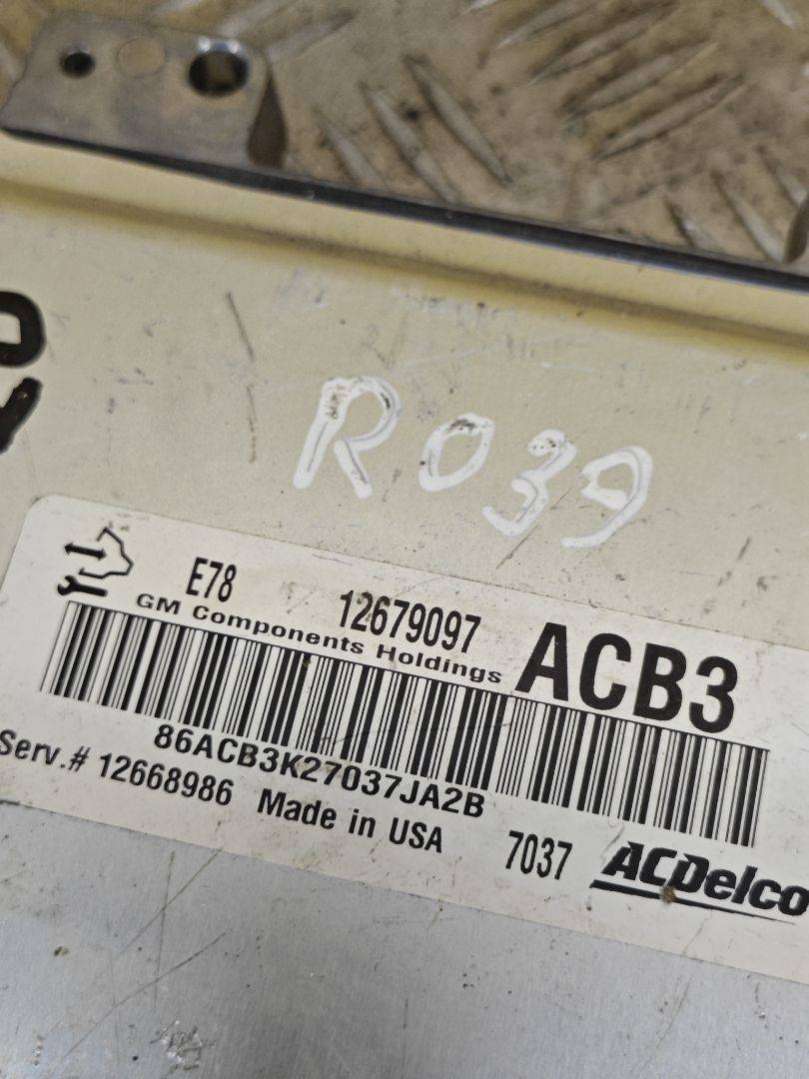 R039
E78 12679097 ACB3
GM Components Holdings
86ACB3K27037JA2B
Serv.# 12668986 Made in USA 7037 ACDelco